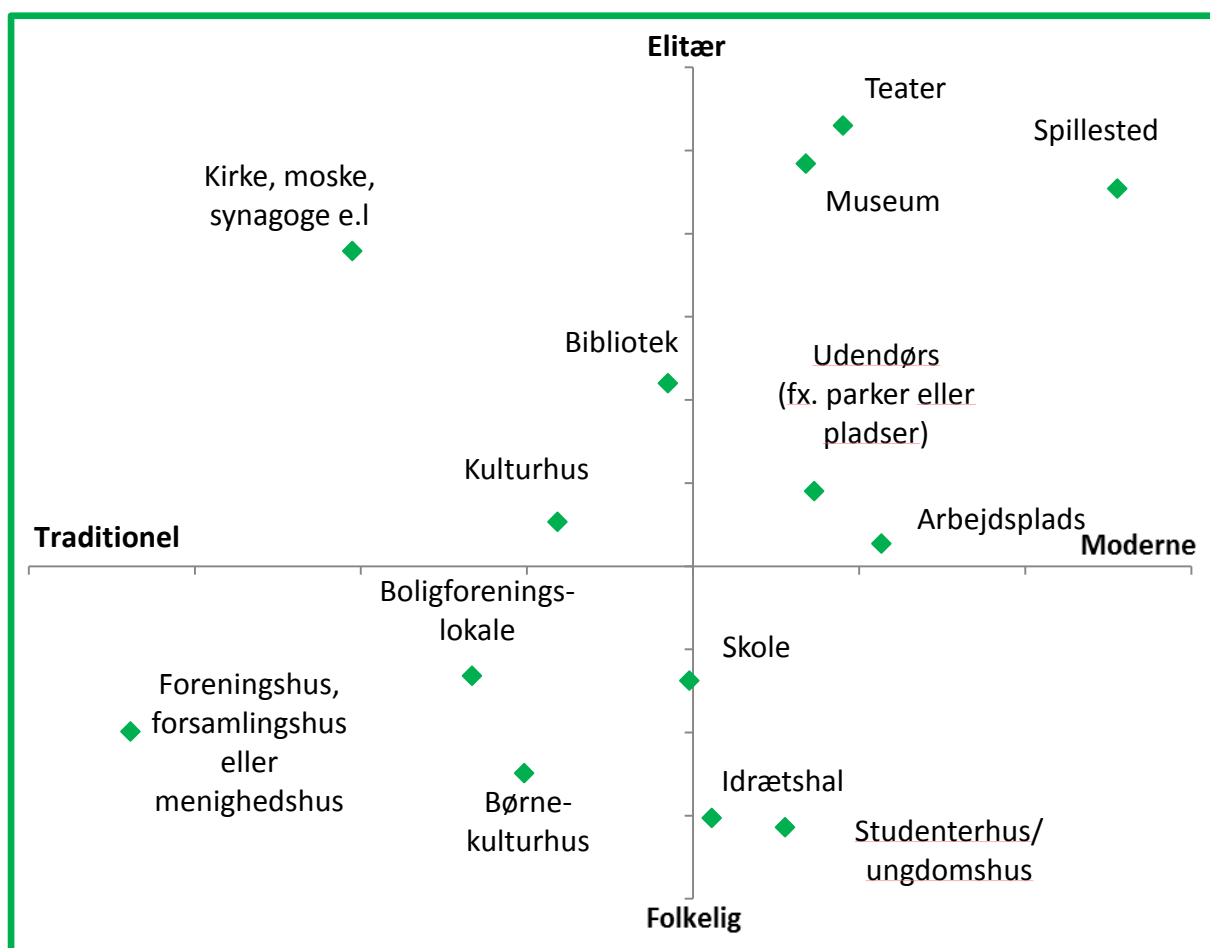 Elitær
Teater
Spillested
Kirke, moske,
synagoge e.l
Museum
Bibliotek
Udendørs
(fx. parker eller
pladser)
Kulturhus
Arbejdsplads
Traditionel
Moderne
Boligforenings-
lokale
Skole
Foreningshus,
forsamlingshus
eller
menighedshus
Børne-
kulturhus
Idrætshal
Studenterhus/
ungdomshus
Folkelig